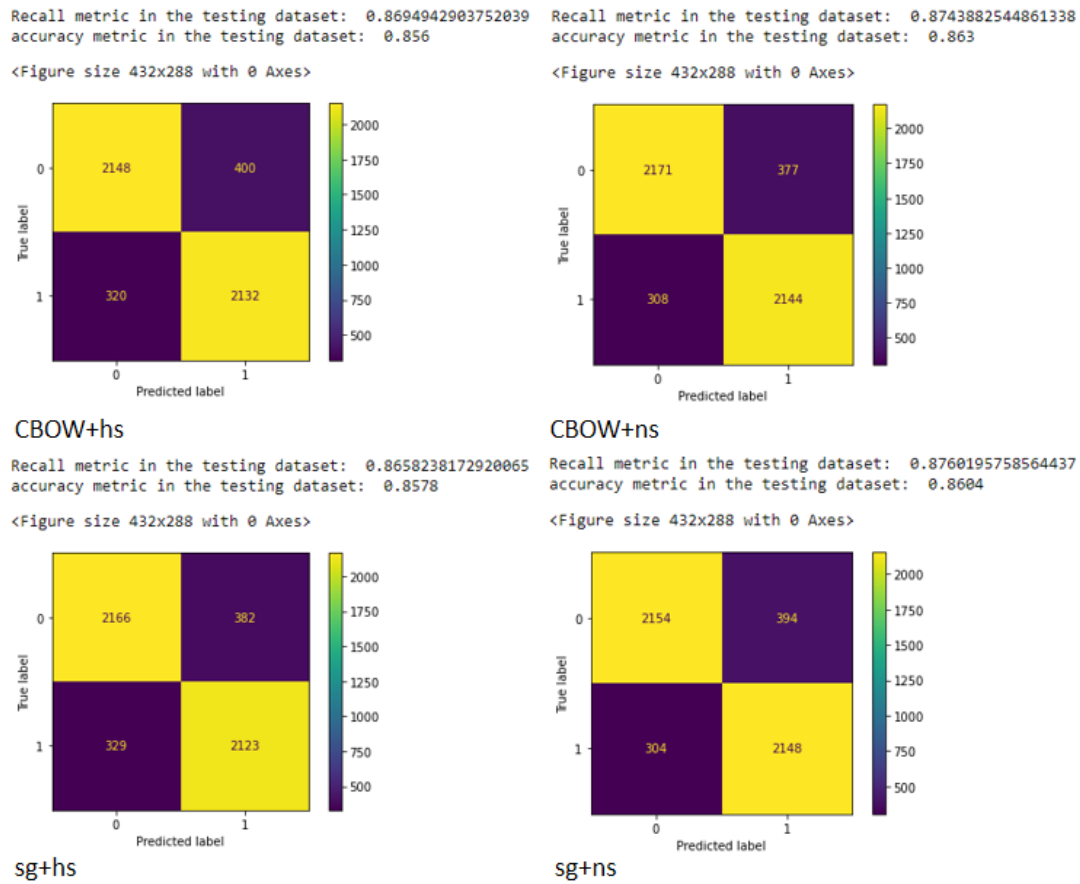 Recall metric in the testing dataset:  0.8694942903752039
accuracy metric in the testing dataset:  0.856
<Figure size 432x288 with 0 Axes>
True label
0
1
2148
400
320
2132
0
1
Predicted label
2000
1750
1500
1250
1000
750
500
CBOW+hs
Recall metric in the testing dataset:  0.8743882544861338
accuracy metric in the testing dataset:  0.863
<Figure size 432x288 with 0 Axes>
True label
0
1
2171
377
308
2144
0
1
Predicted label
2000
1750
1500
1250
1000
750
500
CBOW+ns
Recall metric in the testing dataset:  0.8658238172920065
accuracy metric in the testing dataset:  0.8578
<Figure size 432x288 with 0 Axes>
True label
0
1
2166
382
329
2123
0
1
Predicted label
2000
1750
1500
1250
1000
750
500
sg+hs
Recall metric in the testing dataset:  0.8760195758564437
accuracy metric in the testing dataset:  0.8604
<Figure size 432x288 with 0 Axes>
True label
0
1
2154
394
304
2148
0
1
Predicted label
2000
1750
1500
1250
1000
750
500
sg+ns